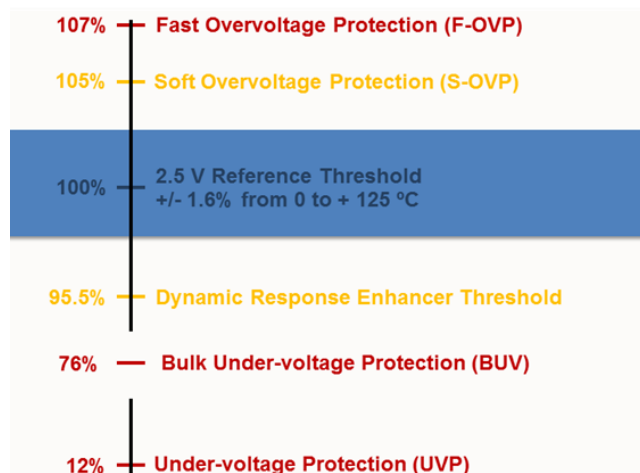 107% Fast Overvoltage Protection (F-OVP)
105% Soft Overvoltage Protection (S-OVP)
100% 2.5 V Reference Threshold
+/- 1.6% from 0 to + 125 ºC
95.5% Dynamic Response Enhancer Threshold
76% Bulk Under-voltage Protection (BUV)
12% Under-voltage Protection (UVP)